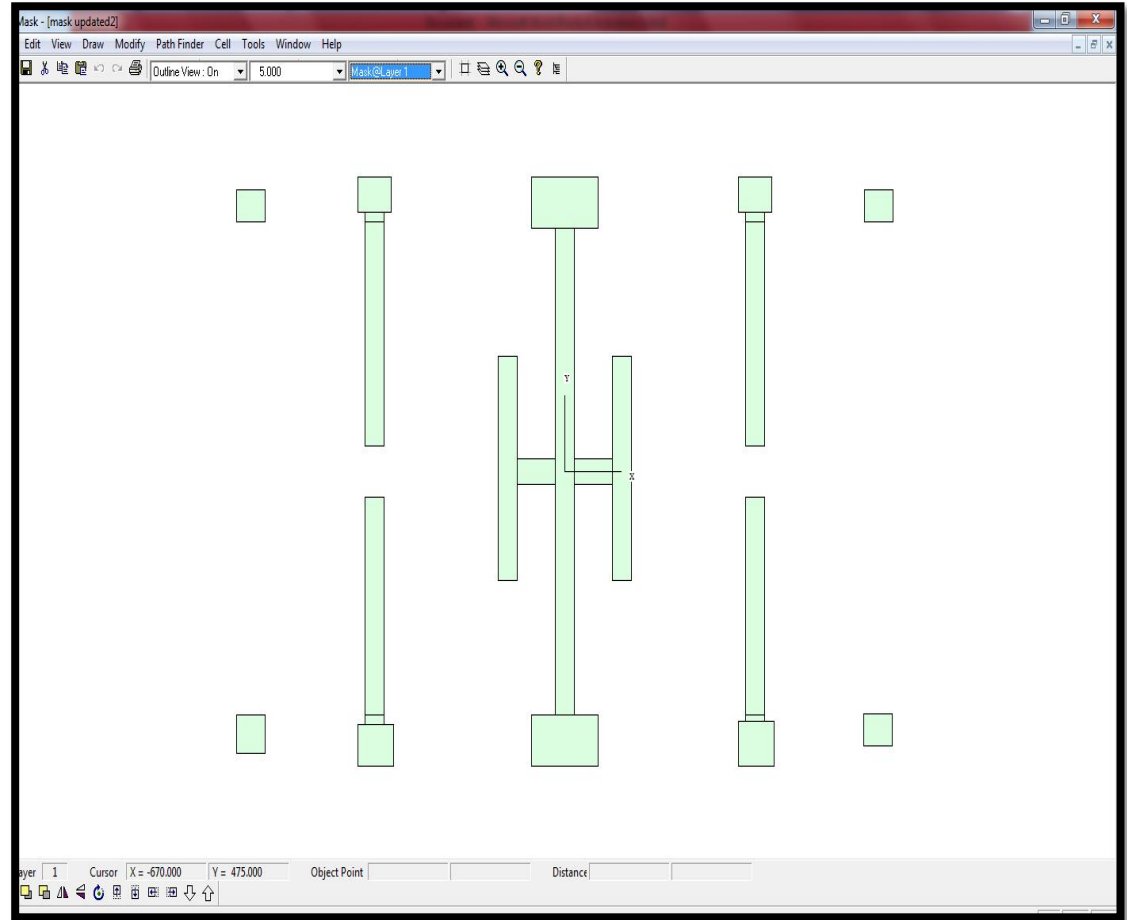 Mask - [mask updated2]
Edit View Draw Modify Path Finder Cell Tools Window Help
Outline View : On 5.000 Mask@Layer 1
Y
X
ayer 1 Cursor X = -670.000 Y = 475.000 Object Point Distance